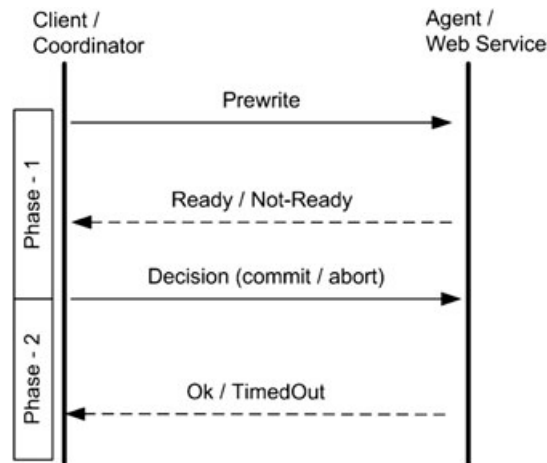 Client /
Coordinator
Agent /
Web Service
Prewrite
Phase - 1
Ready / Not-Ready
Decision (commit / abort)
Phase - 2
Ok / TimedOut